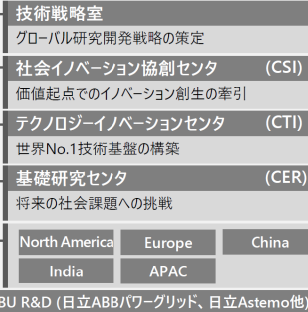 技術戦略室
グローバル研究開発戦略の策定
社会イノベーション協創センタ (CSI)
価値起点でのイノベーション創生の牽引
テクノロジーイノベーションセンタ (CTI)
世界No.1技術基盤の構築
基礎研究センタ (CER)
将来の社会課題への挑戦
North America Europe China
India APAC
BU R&D (日立ABBパワーグリッド、日立Astemo他)